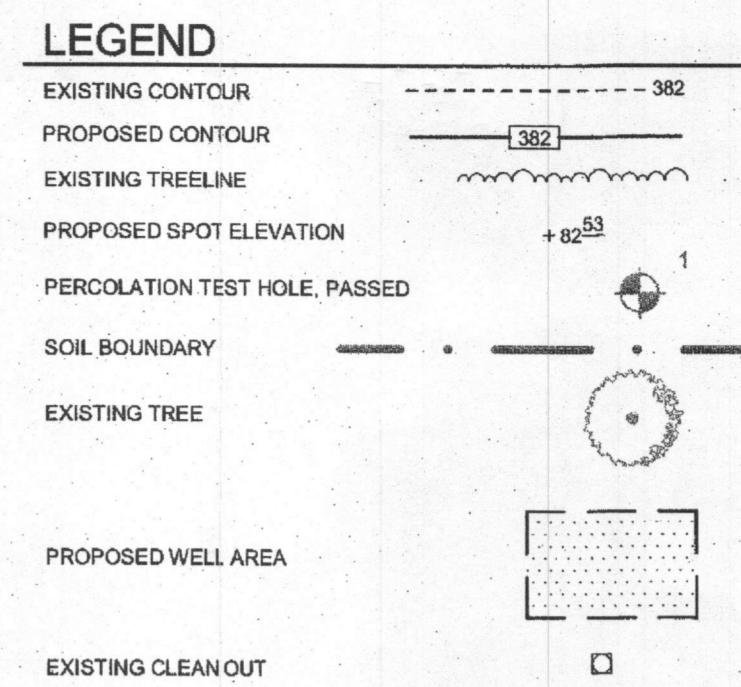 LEGEND
EXISTING CONTOUR 382
PROPOSED CONTOUR 382
EXISTING TREELINE
PROPOSED SPOT ELEVATION + 82 53
PERCOLATION TEST HOLE, PASSED 1
SOIL BOUNDARY
EXISTING TREE
PROPOSED WELL AREA
EXISTING CLEAN OUT